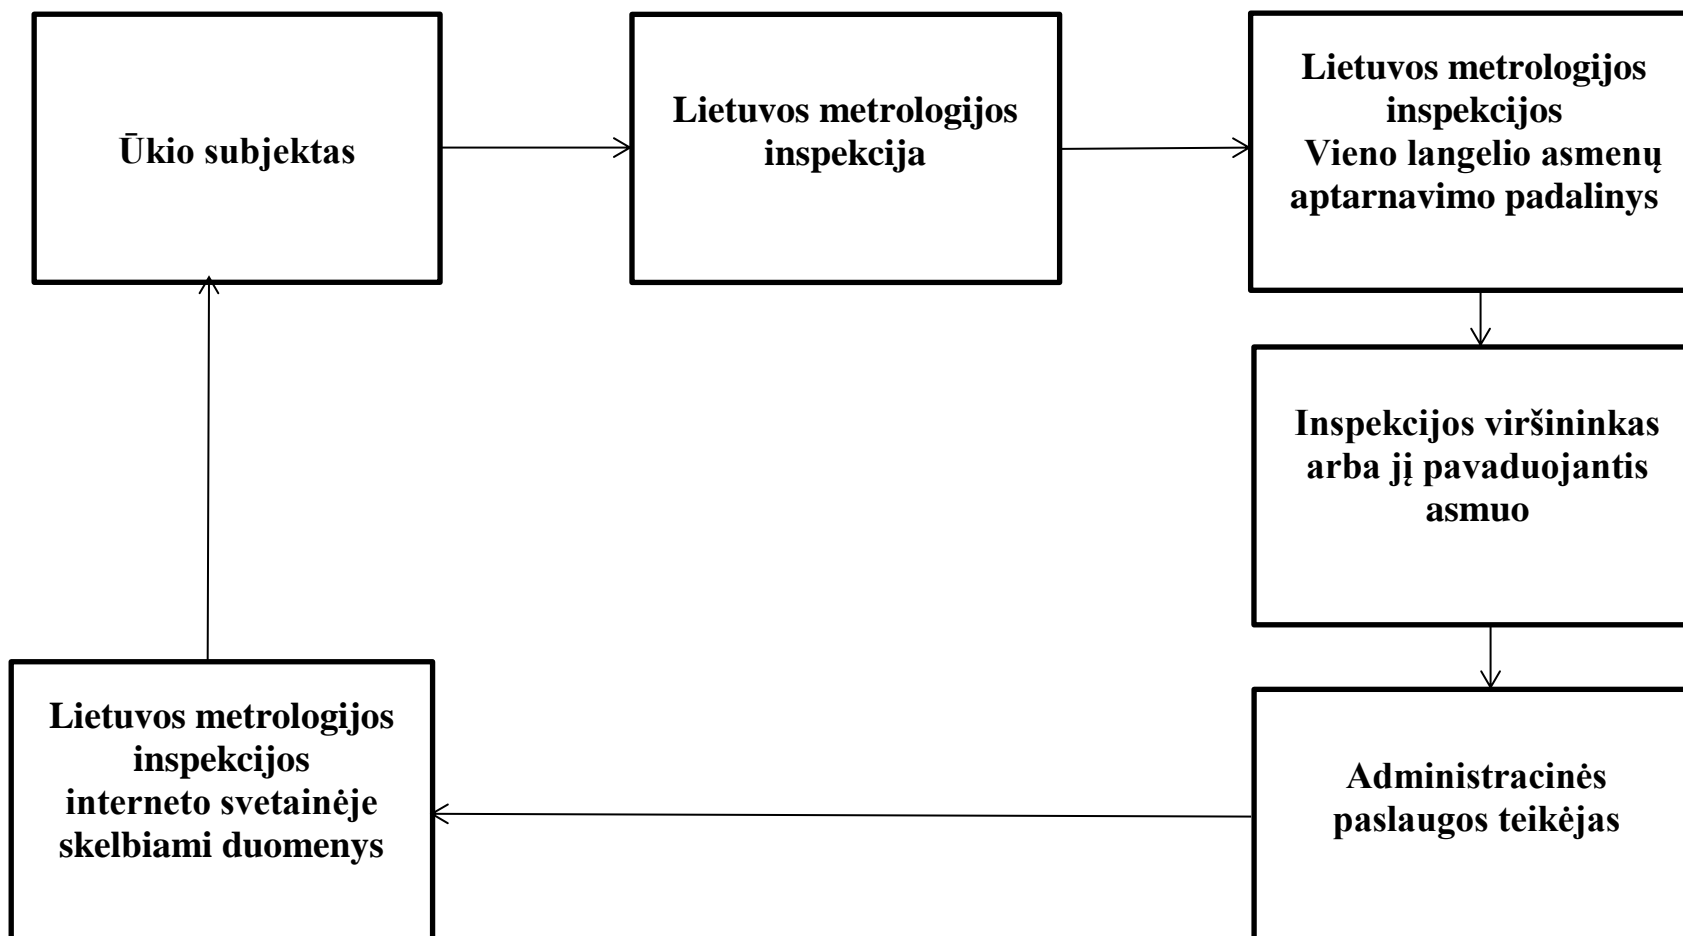 Ūkio subjektas
Lietuvos metrologijos
inspekcija
Lietuvos metrologijos
inspekcijos
Vieno langelio asmenų
aptarnavimo padalinys
Inspekcijos viršininkas
arba jį pavaduojantis
asmuo
Administracinės
paslaugos teikėjas
Lietuvos metrologijos
inspekcijos
interneto svetainėje
skelbiami duomenys